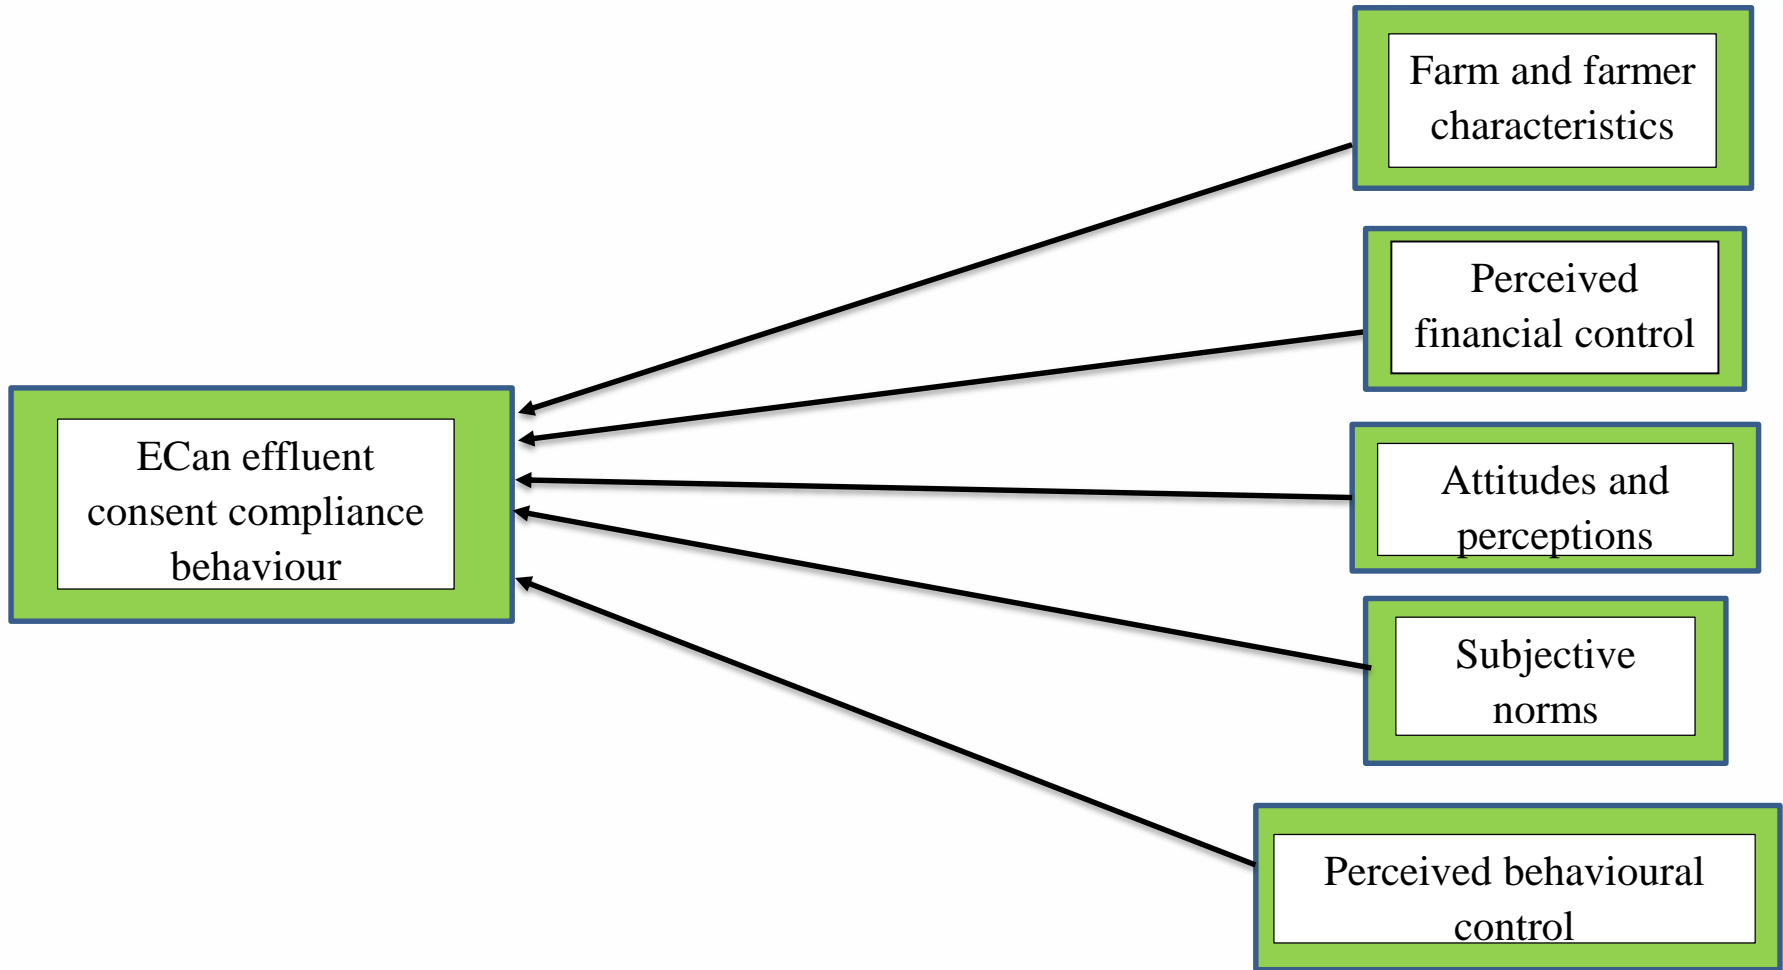 Farm and farmer
characteristics
Perceived
financial control
ECan effluent
consent compliance
behaviour
Attitudes and
perceptions
Subjective
norms
Perceived behavioural
control